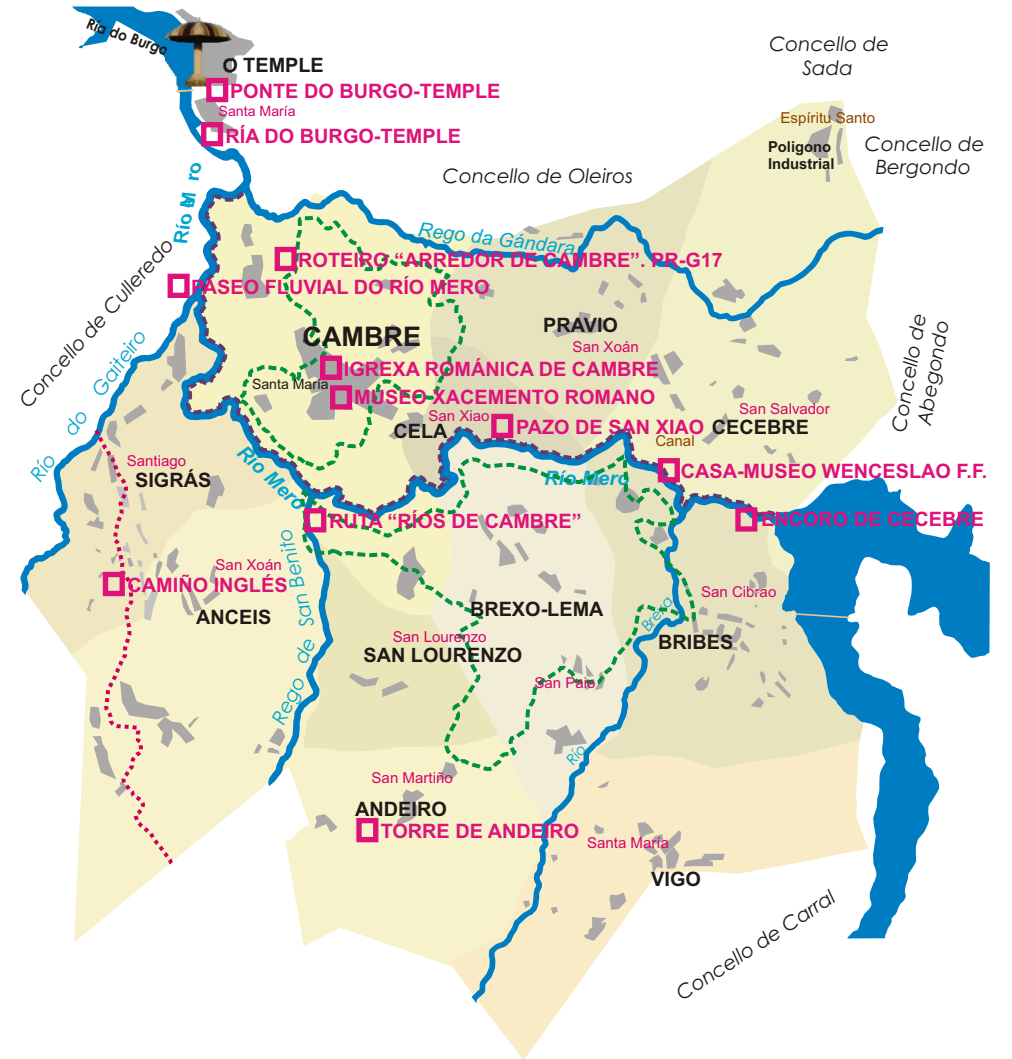 Ría do Burgo
O TEMPLE
PONTE DO BURGO-TEMPLE
Santa María
RÍA DO BURGO-TEMPLE
Concello de
Sada
Espíritu Santo
Poligono
Industrial
Concello de
Bergondo
Concello de Oleiros
Río Mero
Rego da Gándara
ROTEIRO “ARREDOR DE CAMBRE”. PR-G17
PASEO FLUVIAL DO RÍO MERO
Concello de Culleredo
Río do Gaiteiro
CAMBRE
PRAVIO
San Xoán
IGREXA ROMÁNICA DE CAMBRE
Santa María
MUSEO XACEMENTO ROMANO
Concello de
Abegondo
San Xiao
CELA
PAZO DE SAN XIAO
San Salvador
CECEBRE
Canal
CASA-MUSEO WENCESLAO F.F.
Santiago
SIGRÁS
Río Mero
Río Mero
RUTA “RÍOS DE CAMBRE”
ENCORO DE CECEBRE
San Xoán
CAMIÑO INGLÉS
ANCEIS
Rego de San Benito
BREXO-LEMA
San Cibrao
BRIBES
Río Brexa
San Lourenzo
SAN LOURENZO
San Paio
San Martiño
ANDEIRO
TORRE DE ANDEIRO
Santa María
VIGO
Concello de Carral